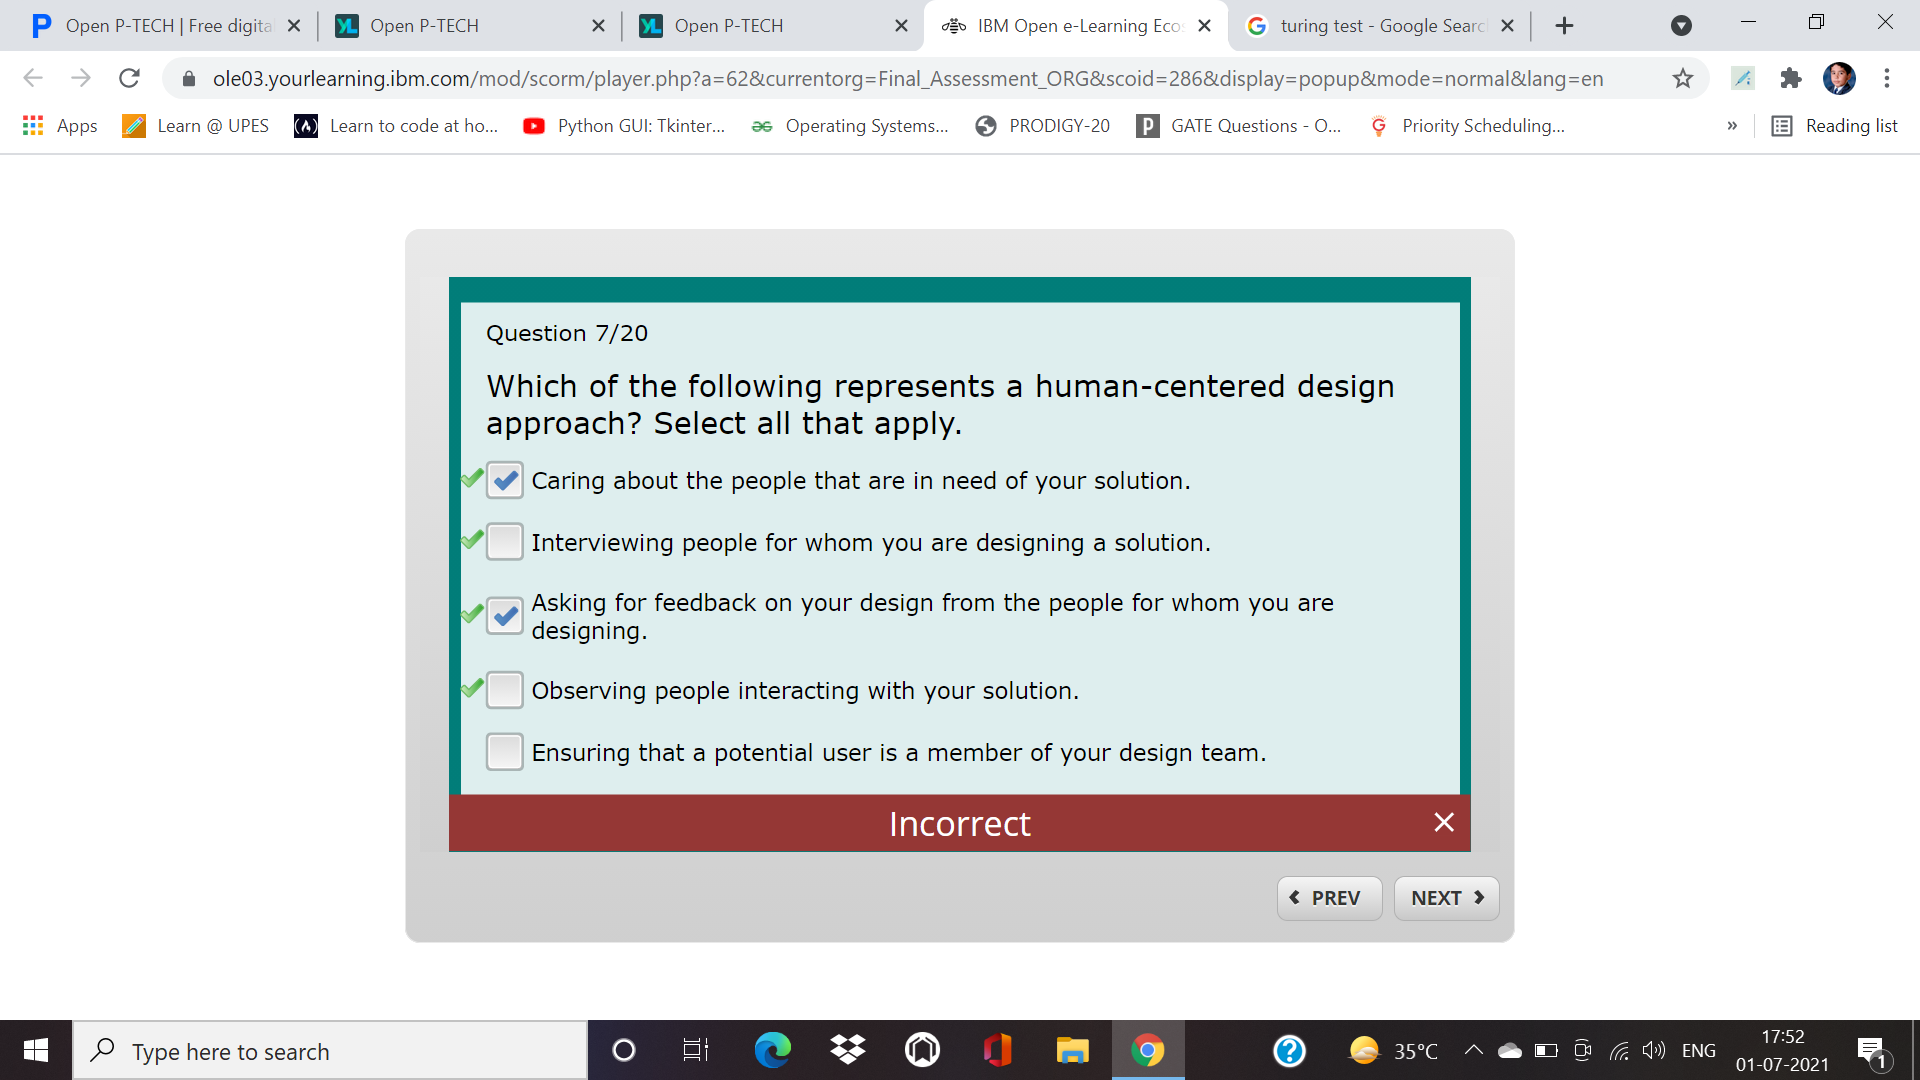 Open P-TECH | Free digita
Open P-TECH
Open P-TECH
IBM Open e-Learning Ecos
turing test - Google Search
ole03.yourlearning.ibm.com/mod/scorm/player.php?a=62&currentorg=Final_Assessment_ORG&scoid=286&display=popup&mode=normal&lang=en
Apps
Learn @ UPES
Learn to code at ho...
Python GUI: Tkinter...
Operating Systems...
PRODIGY-20
GATE Questions - O...
Priority Scheduling...
»
Reading list
Question 7/20
Which of the following represents a human-centered design
approach? Select all that apply.
Caring about the people that are in need of your solution.
Interviewing people for whom you are designing a solution.
Asking for feedback on your design from the people for whom you are
designing.
Observing people interacting with your solution.
Ensuring that a potential user is a member of your design team.
Incorrect
PREV
NEXT
Type here to search
35°C
ENG
17:52
01-07-2021
1